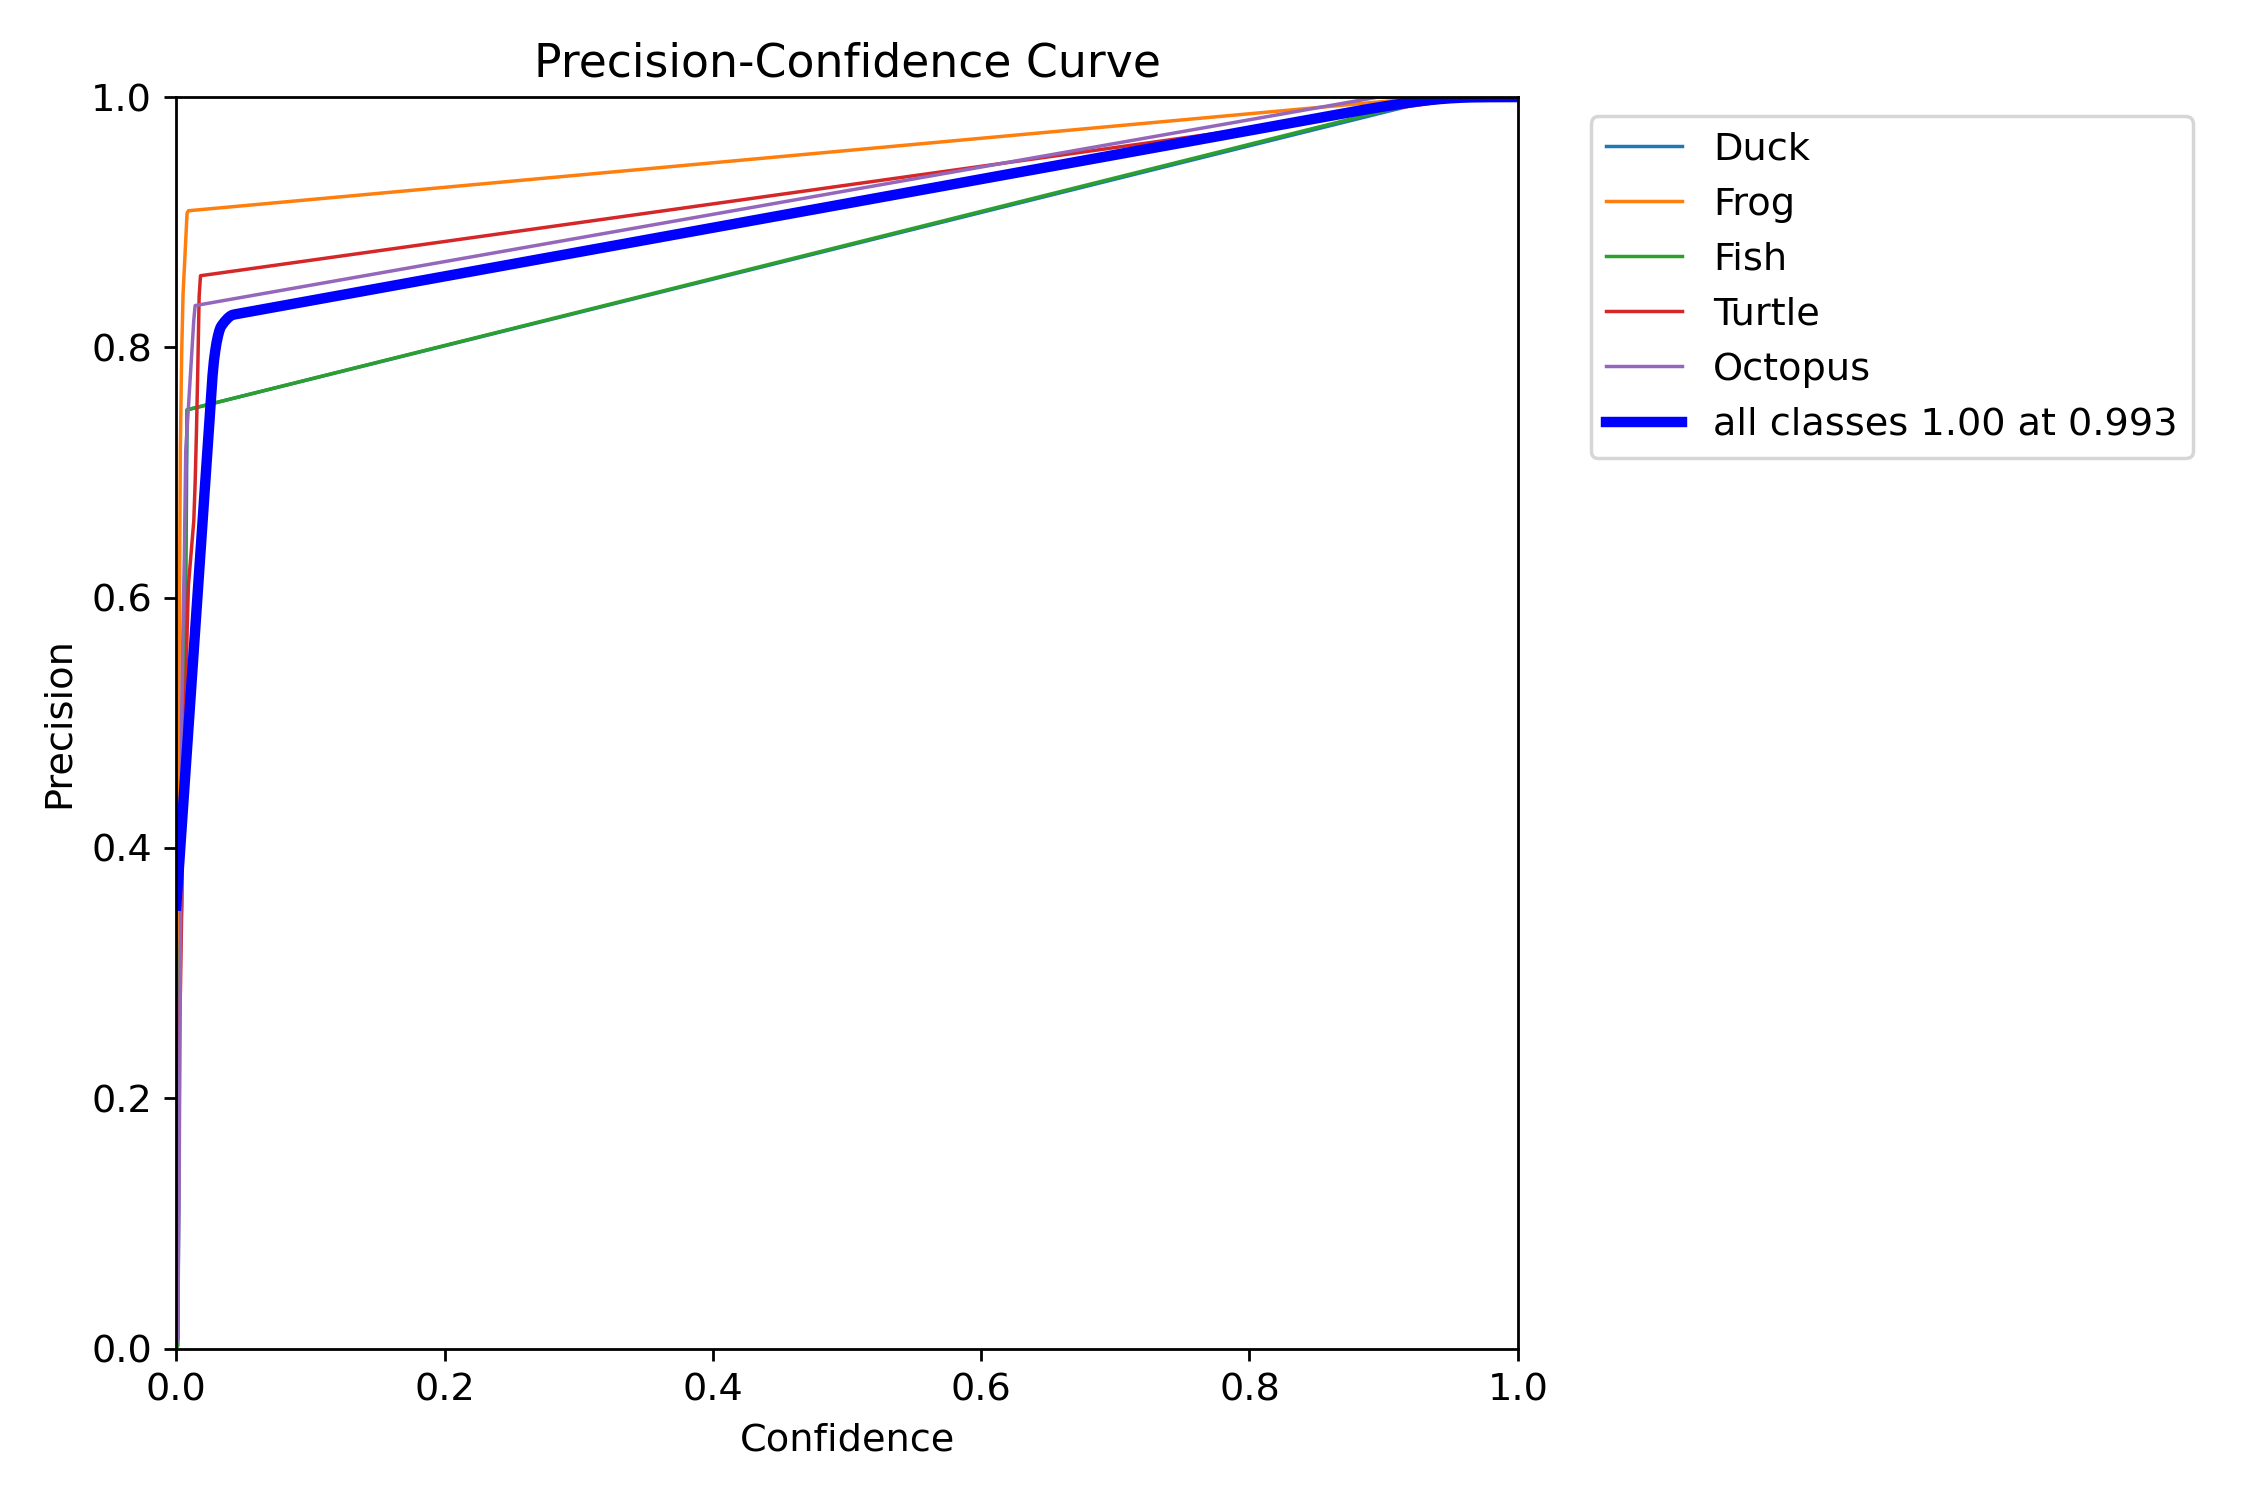 Precision-Confidence Curve
1.0
0.8
0.6
0.4
0.2
0.0
Precision
0.0 0.2 0.4 0.6 0.8 1.0
Confidence
Duck
Frog
Fish
Turtle
Octopus
all classes 1.00 at 0.993